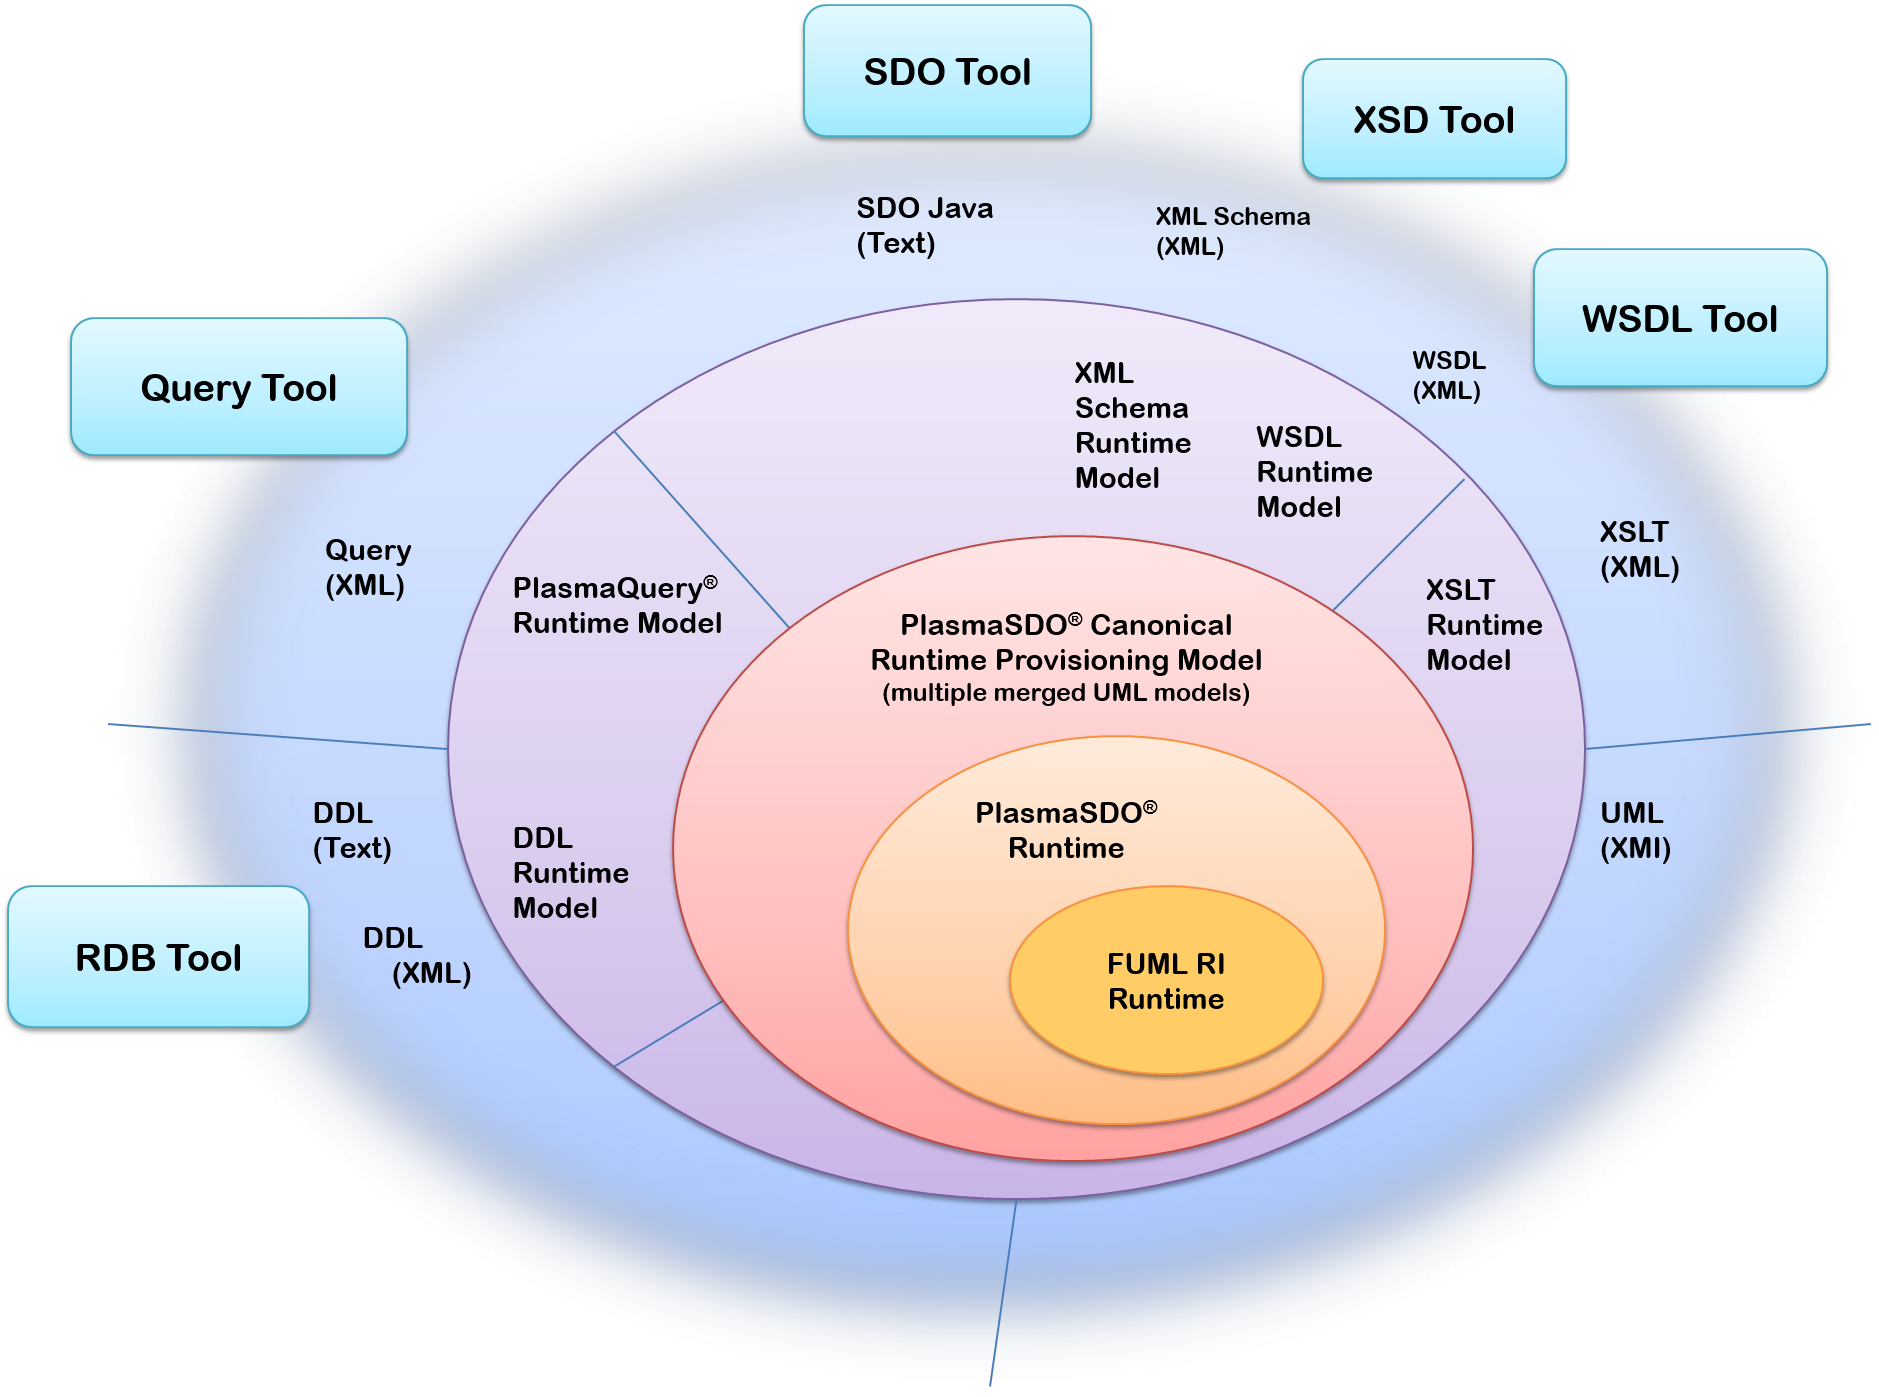 SDO Tool
XSD Tool
SDO Java
(Text)
XML Schema
(XML)
WSDL Tool
Query Tool
WSDL
(XML)
XML
Schema
Runtime
Model
WSDL
Runtime
Model
Query
(XML)
XSLT
(XML)
PlasmaQuery®
Runtime Model
XSLT
Runtime
Model
PlasmaSDO® Canonical
Runtime Provisioning Model
(multiple merged UML models)
DDL
(Text)
DDL
Runtime
Model
PlasmaSDO®
Runtime
UML
(XMI)
RDB Tool
DDL
(XML)
FUML RI
Runtime